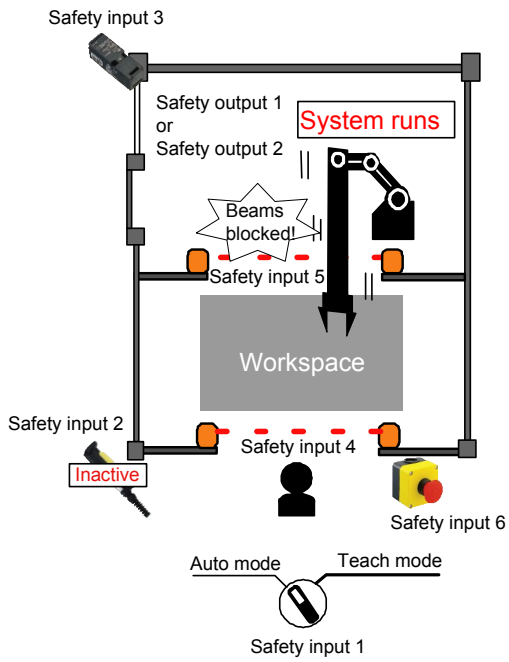 Safety input 3
Safety output 1
or
Safety output 2
System runs
Beams
blocked!
Safety input 5
Workspace
Safety input 2
Inactive
Safety input 4
Safety input 6
Auto mode
Teach mode
Safety input 1